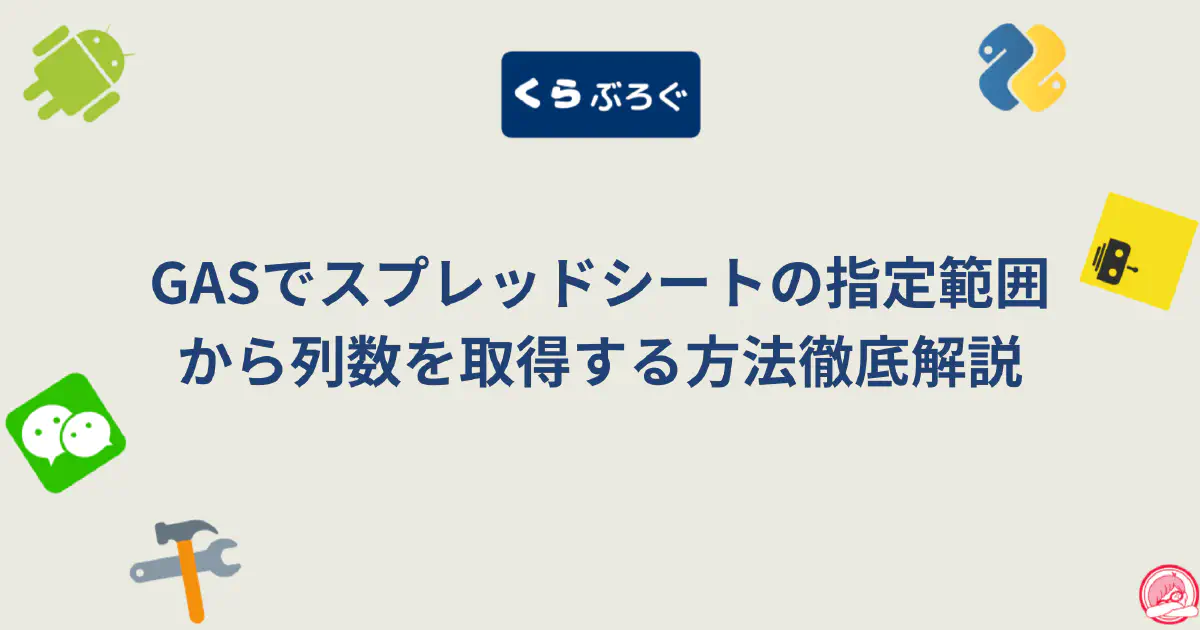 くらぶろぐ
GASでスプレッドシートの指定範囲
から列数を取得する方法徹底解説